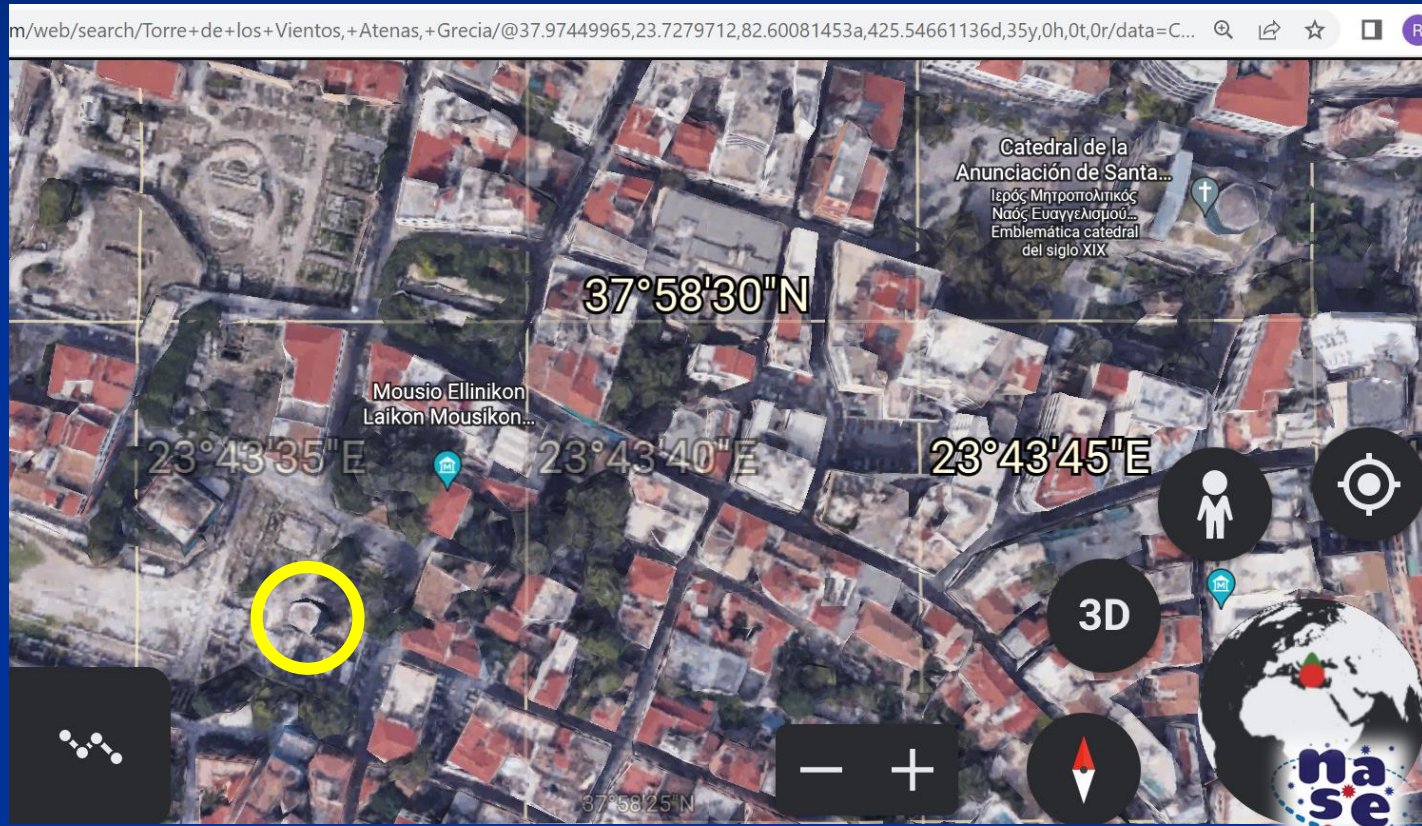 m/web/search/Torre+de+los+Vientos,+Atenas,+Grecia/@37.97449965,23.7279712,82.60081453a,425.54661136d,35y,0h,0t,0r/data=C...
R
Catedral de la
Anunciación de Santa...
Ιερός Μητροπολιτικός
Ναός Ευαγγελισμού...
Emblemática catedral
del siglo XIX
37°58'30"N
Mousio Ellinikon
Laikon Mousikon...
23°43'35"E
23°43'40"E
23°43'45"E
3D
37°58'25"N
nase